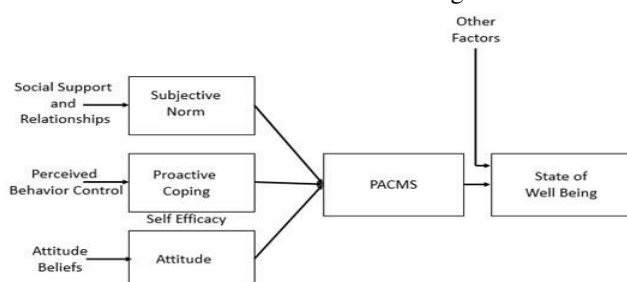 Other
Factors
Social Support
and
Relationships
Subjective
Norm
Perceived
Behavior Control
Proactive
Coping
PACMS
State of
Well Being
Self Efficacy
Attitude
Beliefs
Attitude